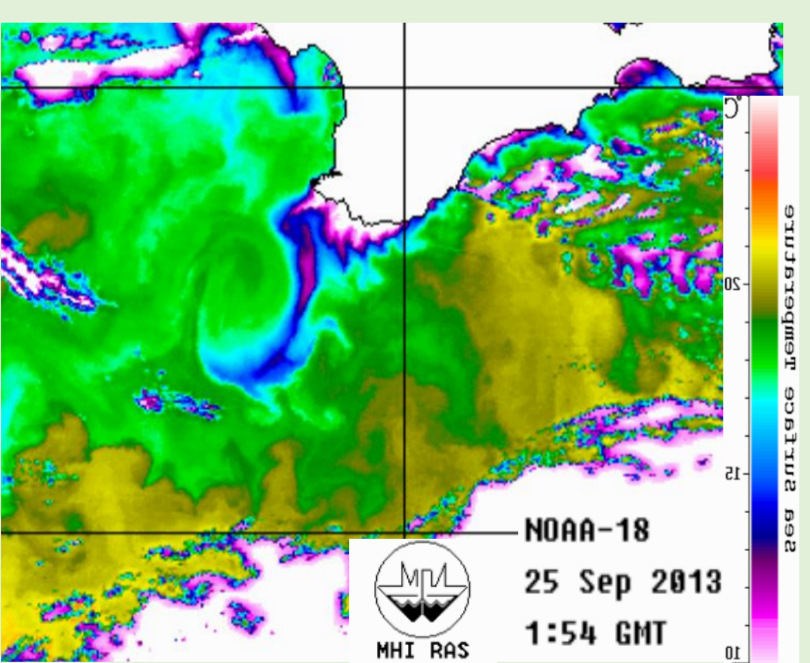 °C
20
15
10
Sea Surface Temperature
NOAA-18
25 Sep 2013
1:54 GMT
MHI RAS